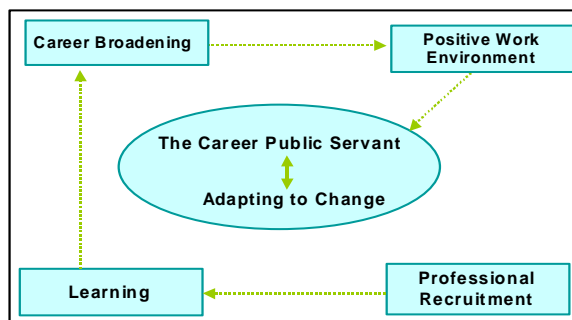 Career Broadening
Positive Work
Environment
The Career Public Servant
Adapting to Change
Learning
Professional
Recruitment